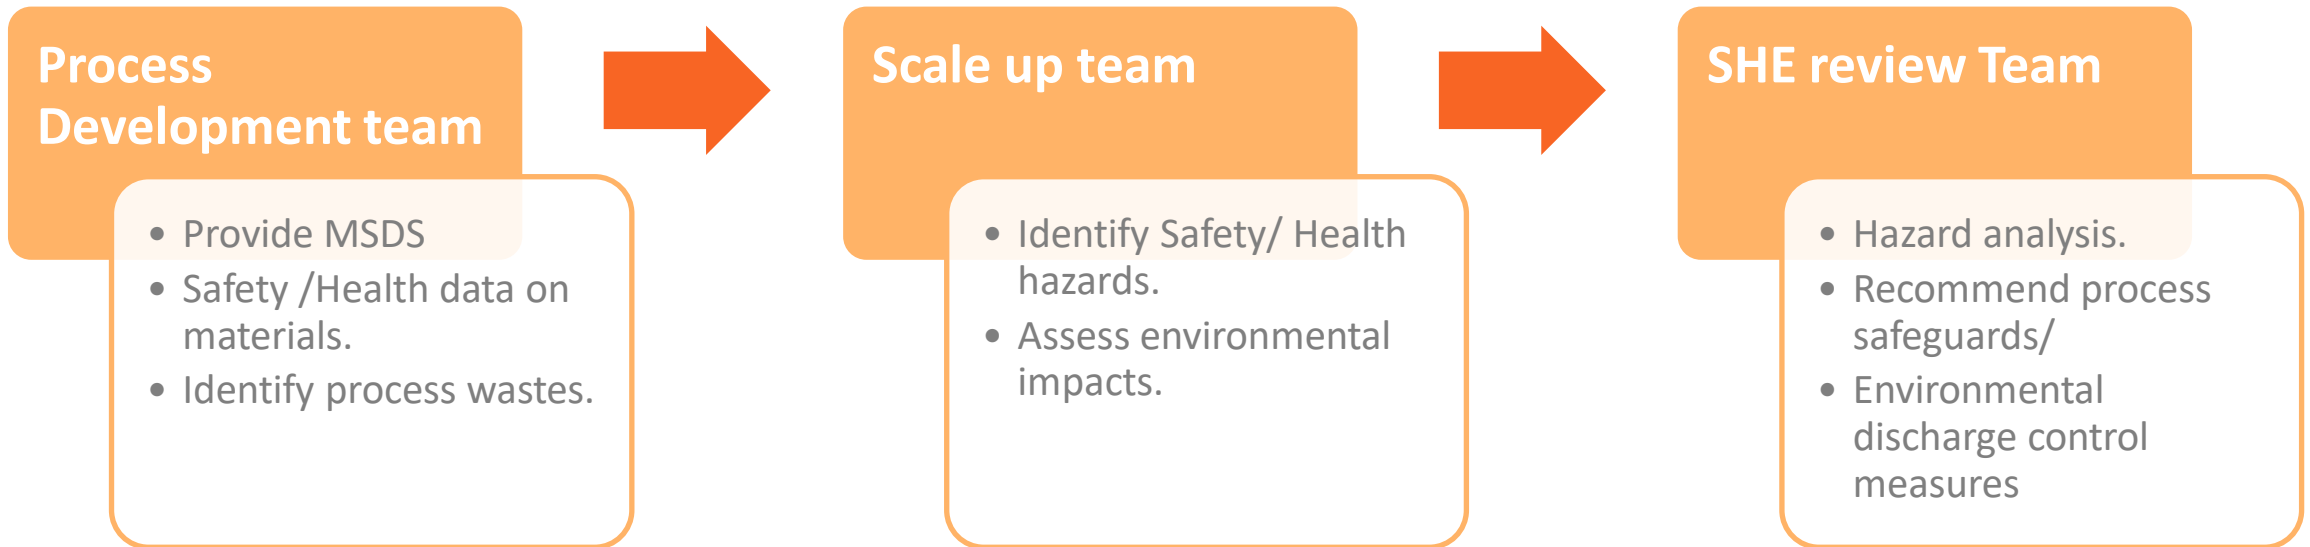 Process
Development team
• Provide MSDS
• Safety /Health data on
materials.
• Identify process wastes.
Scale up team
• Identify Safety/ Health
hazards.
• Assess environmental
impacts.
SHE review Team
• Hazard analysis.
• Recommend process
safeguards/
• Environmental
discharge control
measures